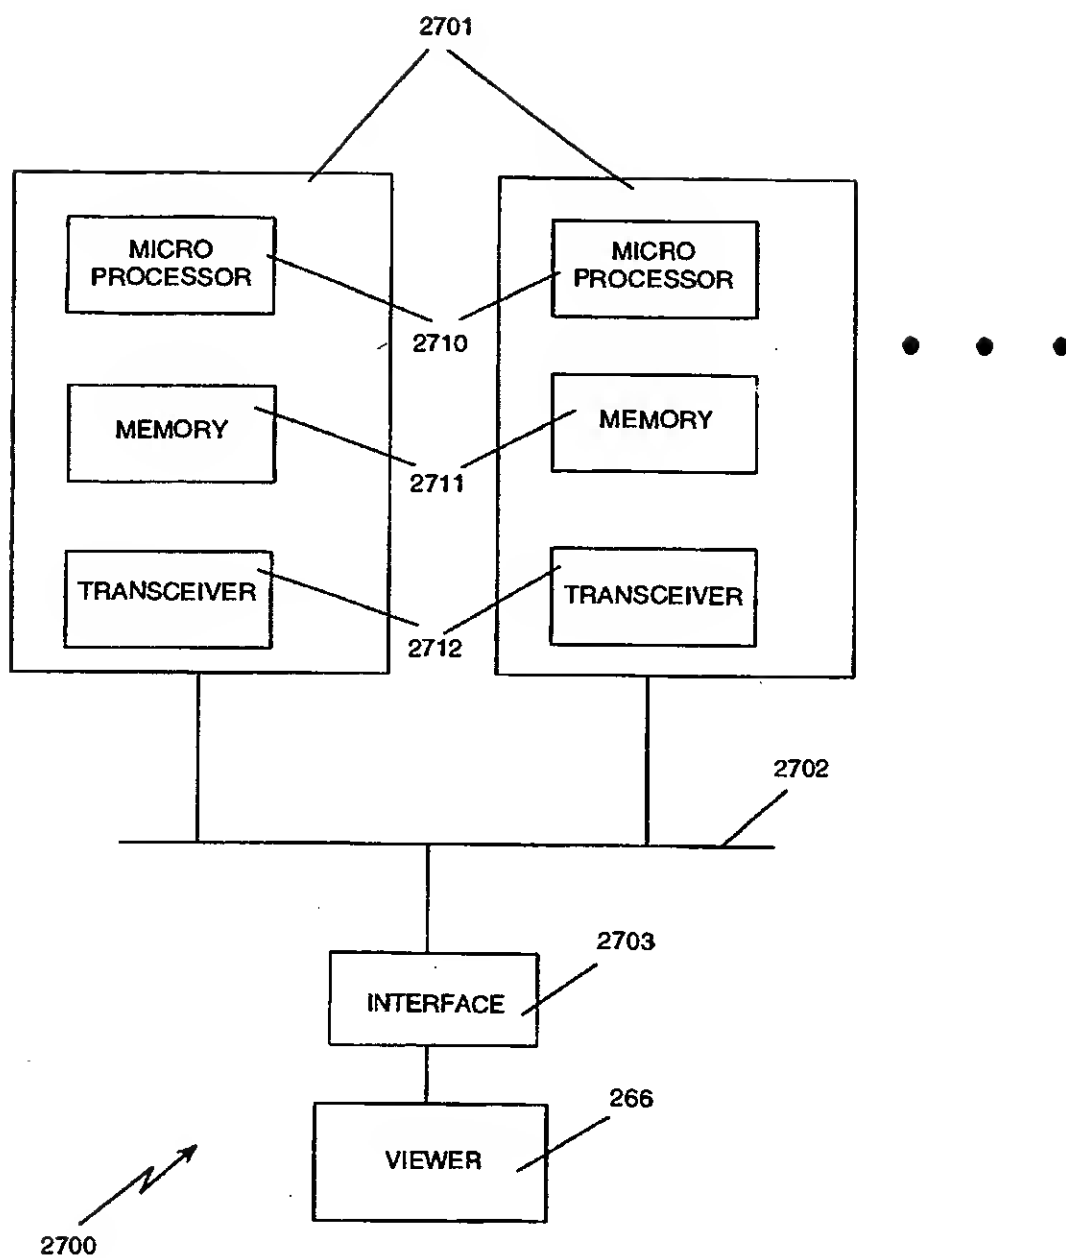 2701
MICRO
PROCESSOR
MICRO
PROCESSOR
2710
MEMORY
MEMORY
2711
TRANSCEIVER
TRANSCEIVER
2712
2702
2703
INTERFACE
266
VIEWER
2700